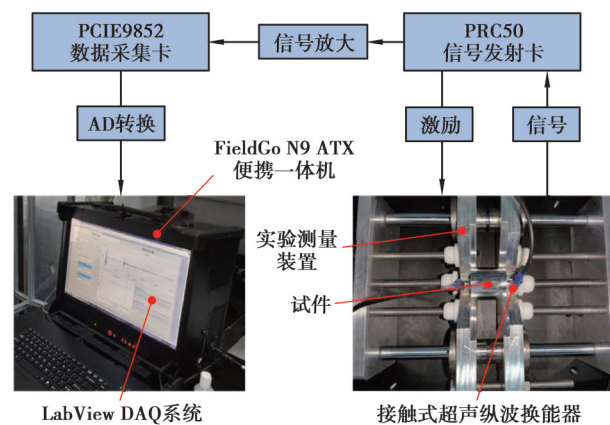 PCIE9852
数据采集卡
信号放大
PRC50
信号发射卡
AD转换
激励
信号
FieldGo N9 ATX
便携一体机
实验测量
装置
试件
LabView DAQ系统
接触式超声纵波换能器